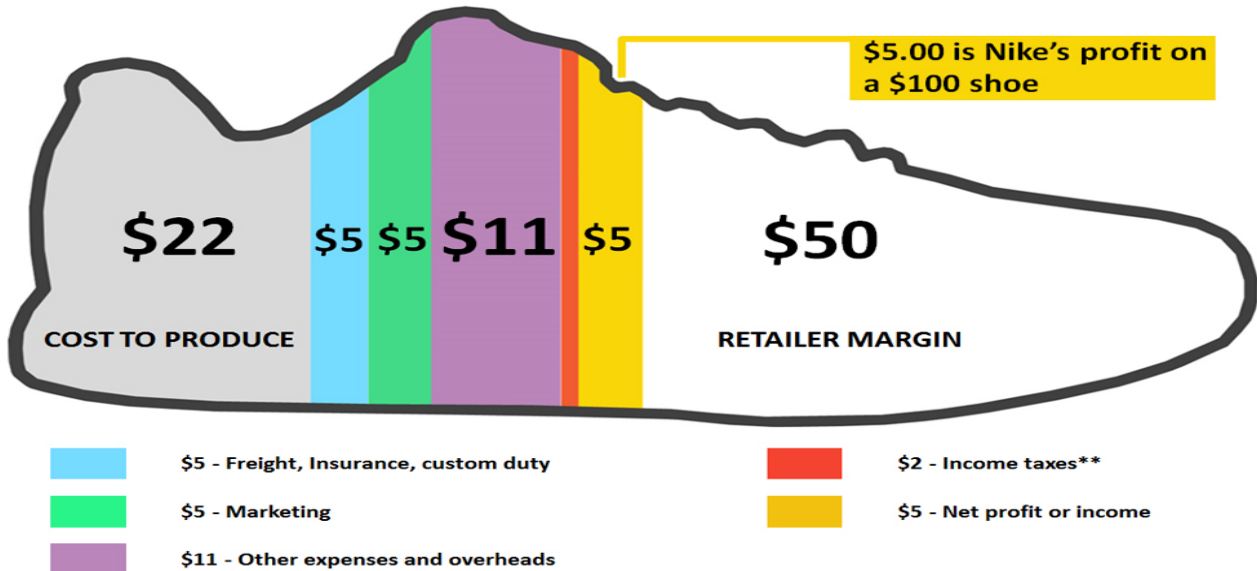 $5.00 is Nike’s profit on
a $100 shoe
$22
$5
$5
$11
$5
$50
COST TO PRODUCE
RETAILER MARGIN
$5 - Freight, Insurance, custom duty
$2 - Income taxes**
$5 - Marketing
$5 - Net profit or income
$11 - Other expenses and overheads